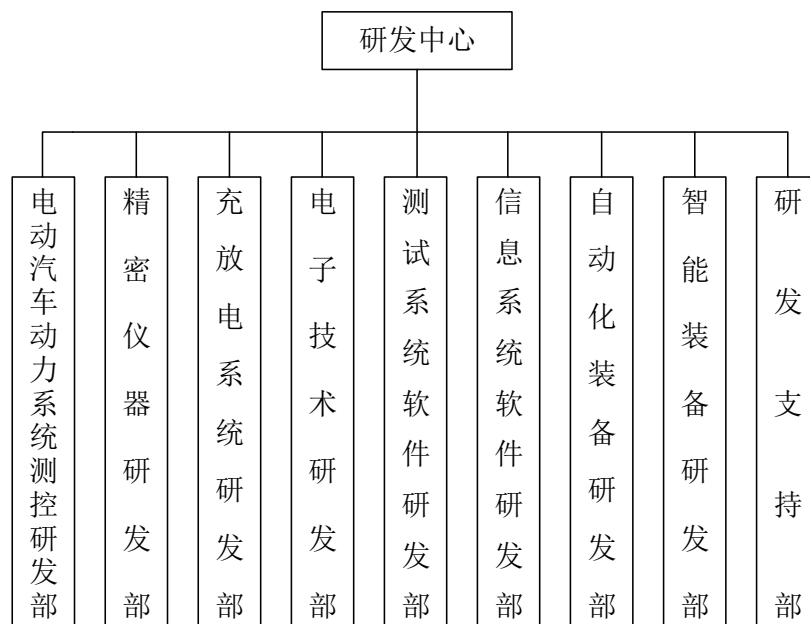 研发中心
电动汽车动力系统测控研发部
精密仪器研发部
充放电系统研发部
电子技术研发部
测试系统软件研发部
信息系统软件研发部
自动化装备研发部
智能装备研发部
研发支持部